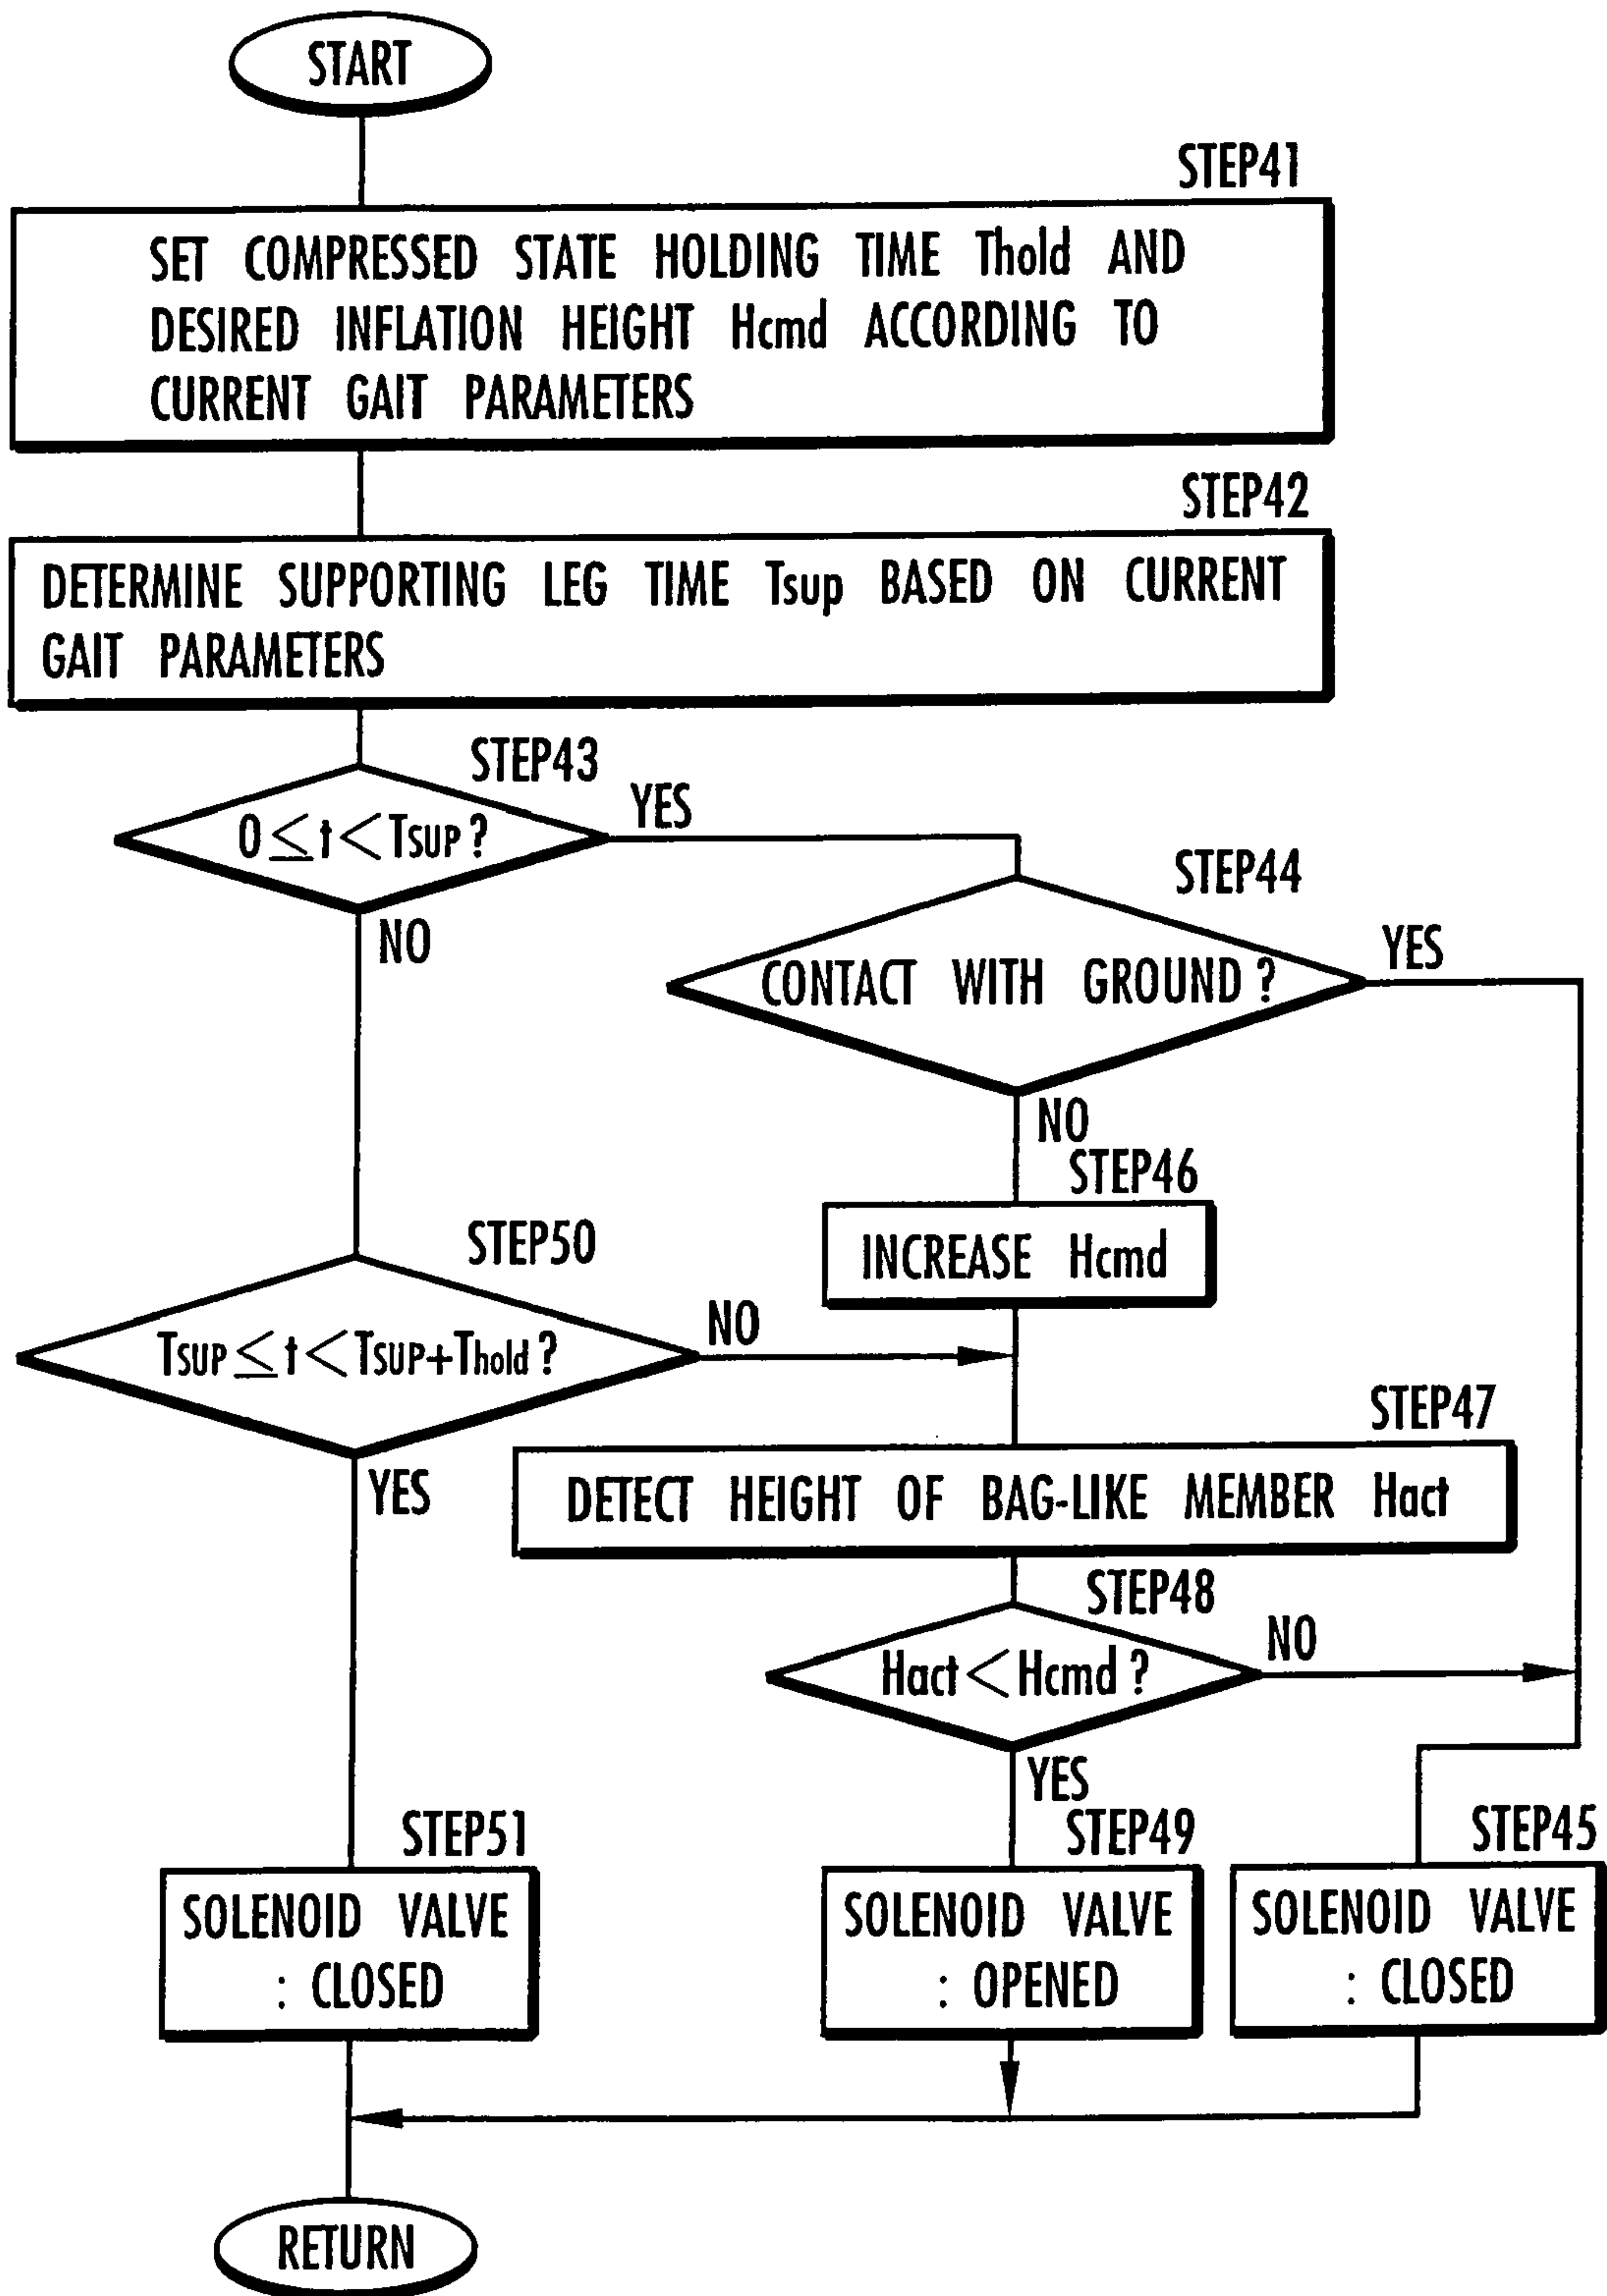 START
STEP41
SET COMPRESSED STATE HOLDING TIME Thold AND
DESIRED INFLATION HEIGHT Hcmd ACCORDING TO
CURRENT GAIT PARAMETERS
STEP42
DETERMINE SUPPORTING LEG TIME Tsup BASED ON CURRENT
GAIT PARAMETERS
STEP43
0≦t<TSUP?
YES
NO
STEP44
CONTACT WITH GROUND?
YES
NO
STEP46
INCREASE Hcmd
STEP50
TSUP≦t<TSUP+Thold?
NO
YES
STEP47
DETECT HEIGHT OF BAG-LIKE MEMBER Hact
STEP48
Hact<Hcmd?
NO
YES
STEP51
SOLENOID VALVE
: CLOSED
STEP49
SOLENOID VALVE
: OPENED
STEP45
SOLENOID VALVE
: CLOSED
RETURN